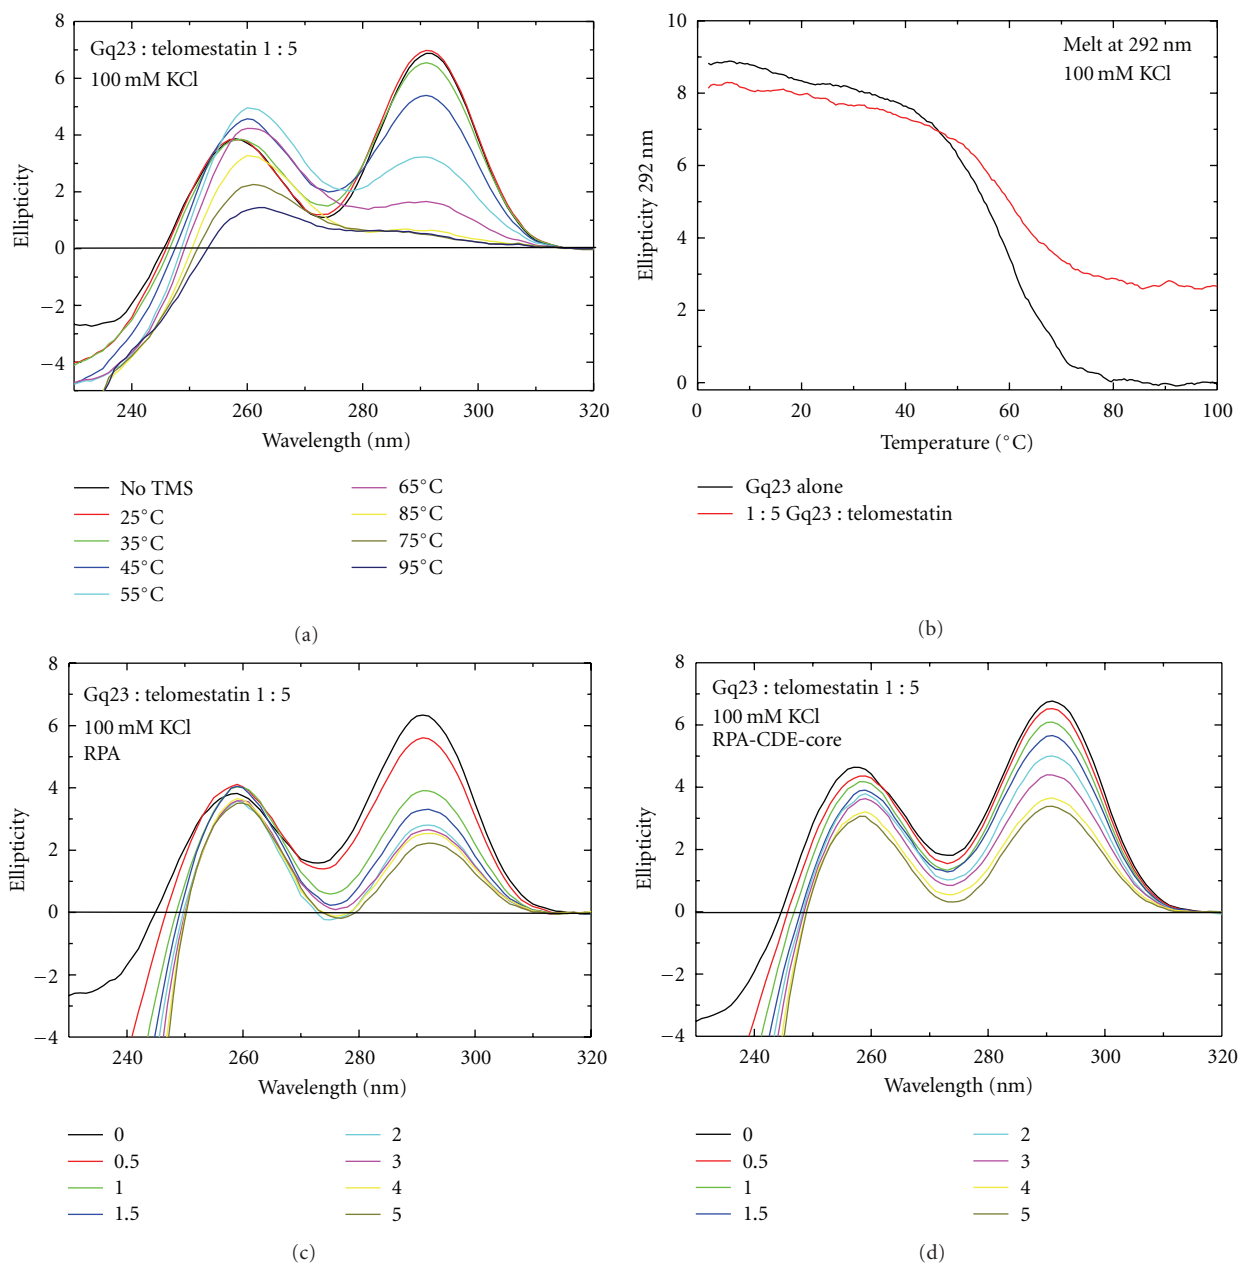 8
6
4
2
0
−2
−4
Ellipticity
Gq23 : telomestatin 1 : 5
100 mM KCl
240
260
280
300
320
Wavelength (nm)
No TMS
25°C
35°C
45°C
55°C
65°C
85°C
75°C
95°C
(a)
10
8
6
4
2
0
Ellipticity 292 nm
Melt at 292 nm
100 mM KCl
0
20
40
60
80
100
Temperature (°C)
Gq23 alone
1 : 5 Gq23 : telomestatin
(b)
8
6
4
2
0
−2
−4
Ellipticity
Gq23 : telomestatin 1 : 5
100 mM KCl
RPA
240
260
280
300
320
Wavelength (nm)
0
0.5
1
1.5
2
3
4
5
(c)
8
6
4
2
0
−2
−4
Ellipticity
Gq23 : telomestatin 1 : 5
100 mM KCl
RPA-CDE-core
240
260
280
300
320
Wavelength (nm)
0
0.5
1
1.5
2
3
4
5
(d)